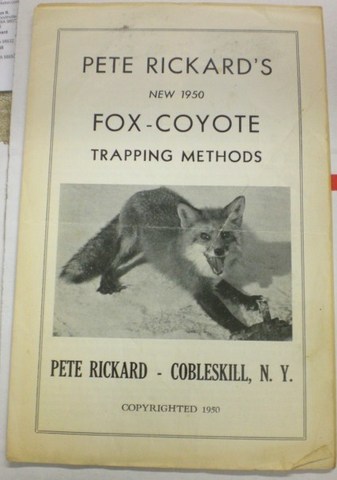 PETE RICKARD'S
NEW 1950
FOX-COYOTE
TRAPPING METHODS
PETE RICKARD - COBLESKILL, N. Y.
COPYRIGHTED 1950